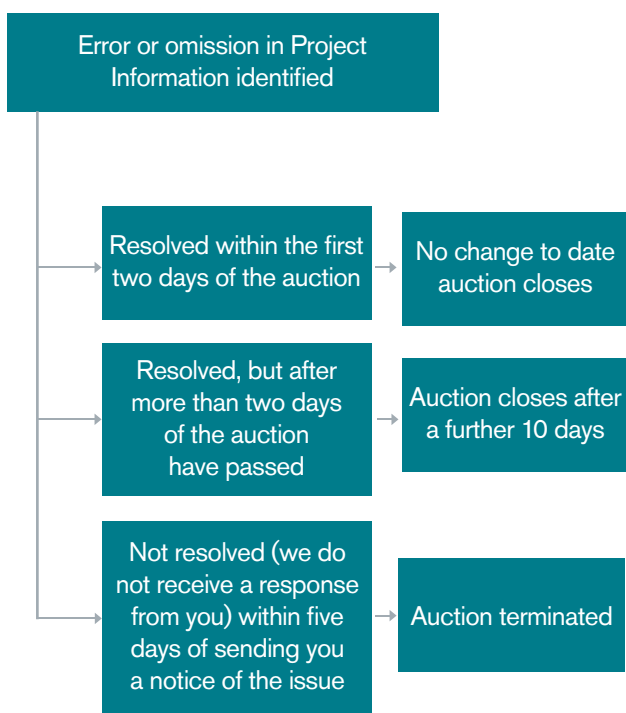 Error or omission in Project
Information identified
Resolved within the first
two days of the auction
No change to date
auction closes
Resolved, but after
more than two days
of the auction
have passed
Auction closes after
a further 10 days
Not resolved (we do
not receive a response
from you) within five
days of sending you
a notice of the issue
Auction terminated